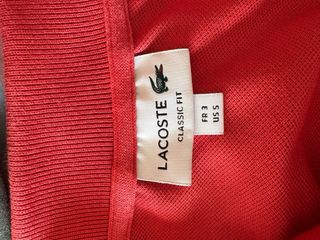 LACOSTE
CLASSIC FIT
FR 3
US S